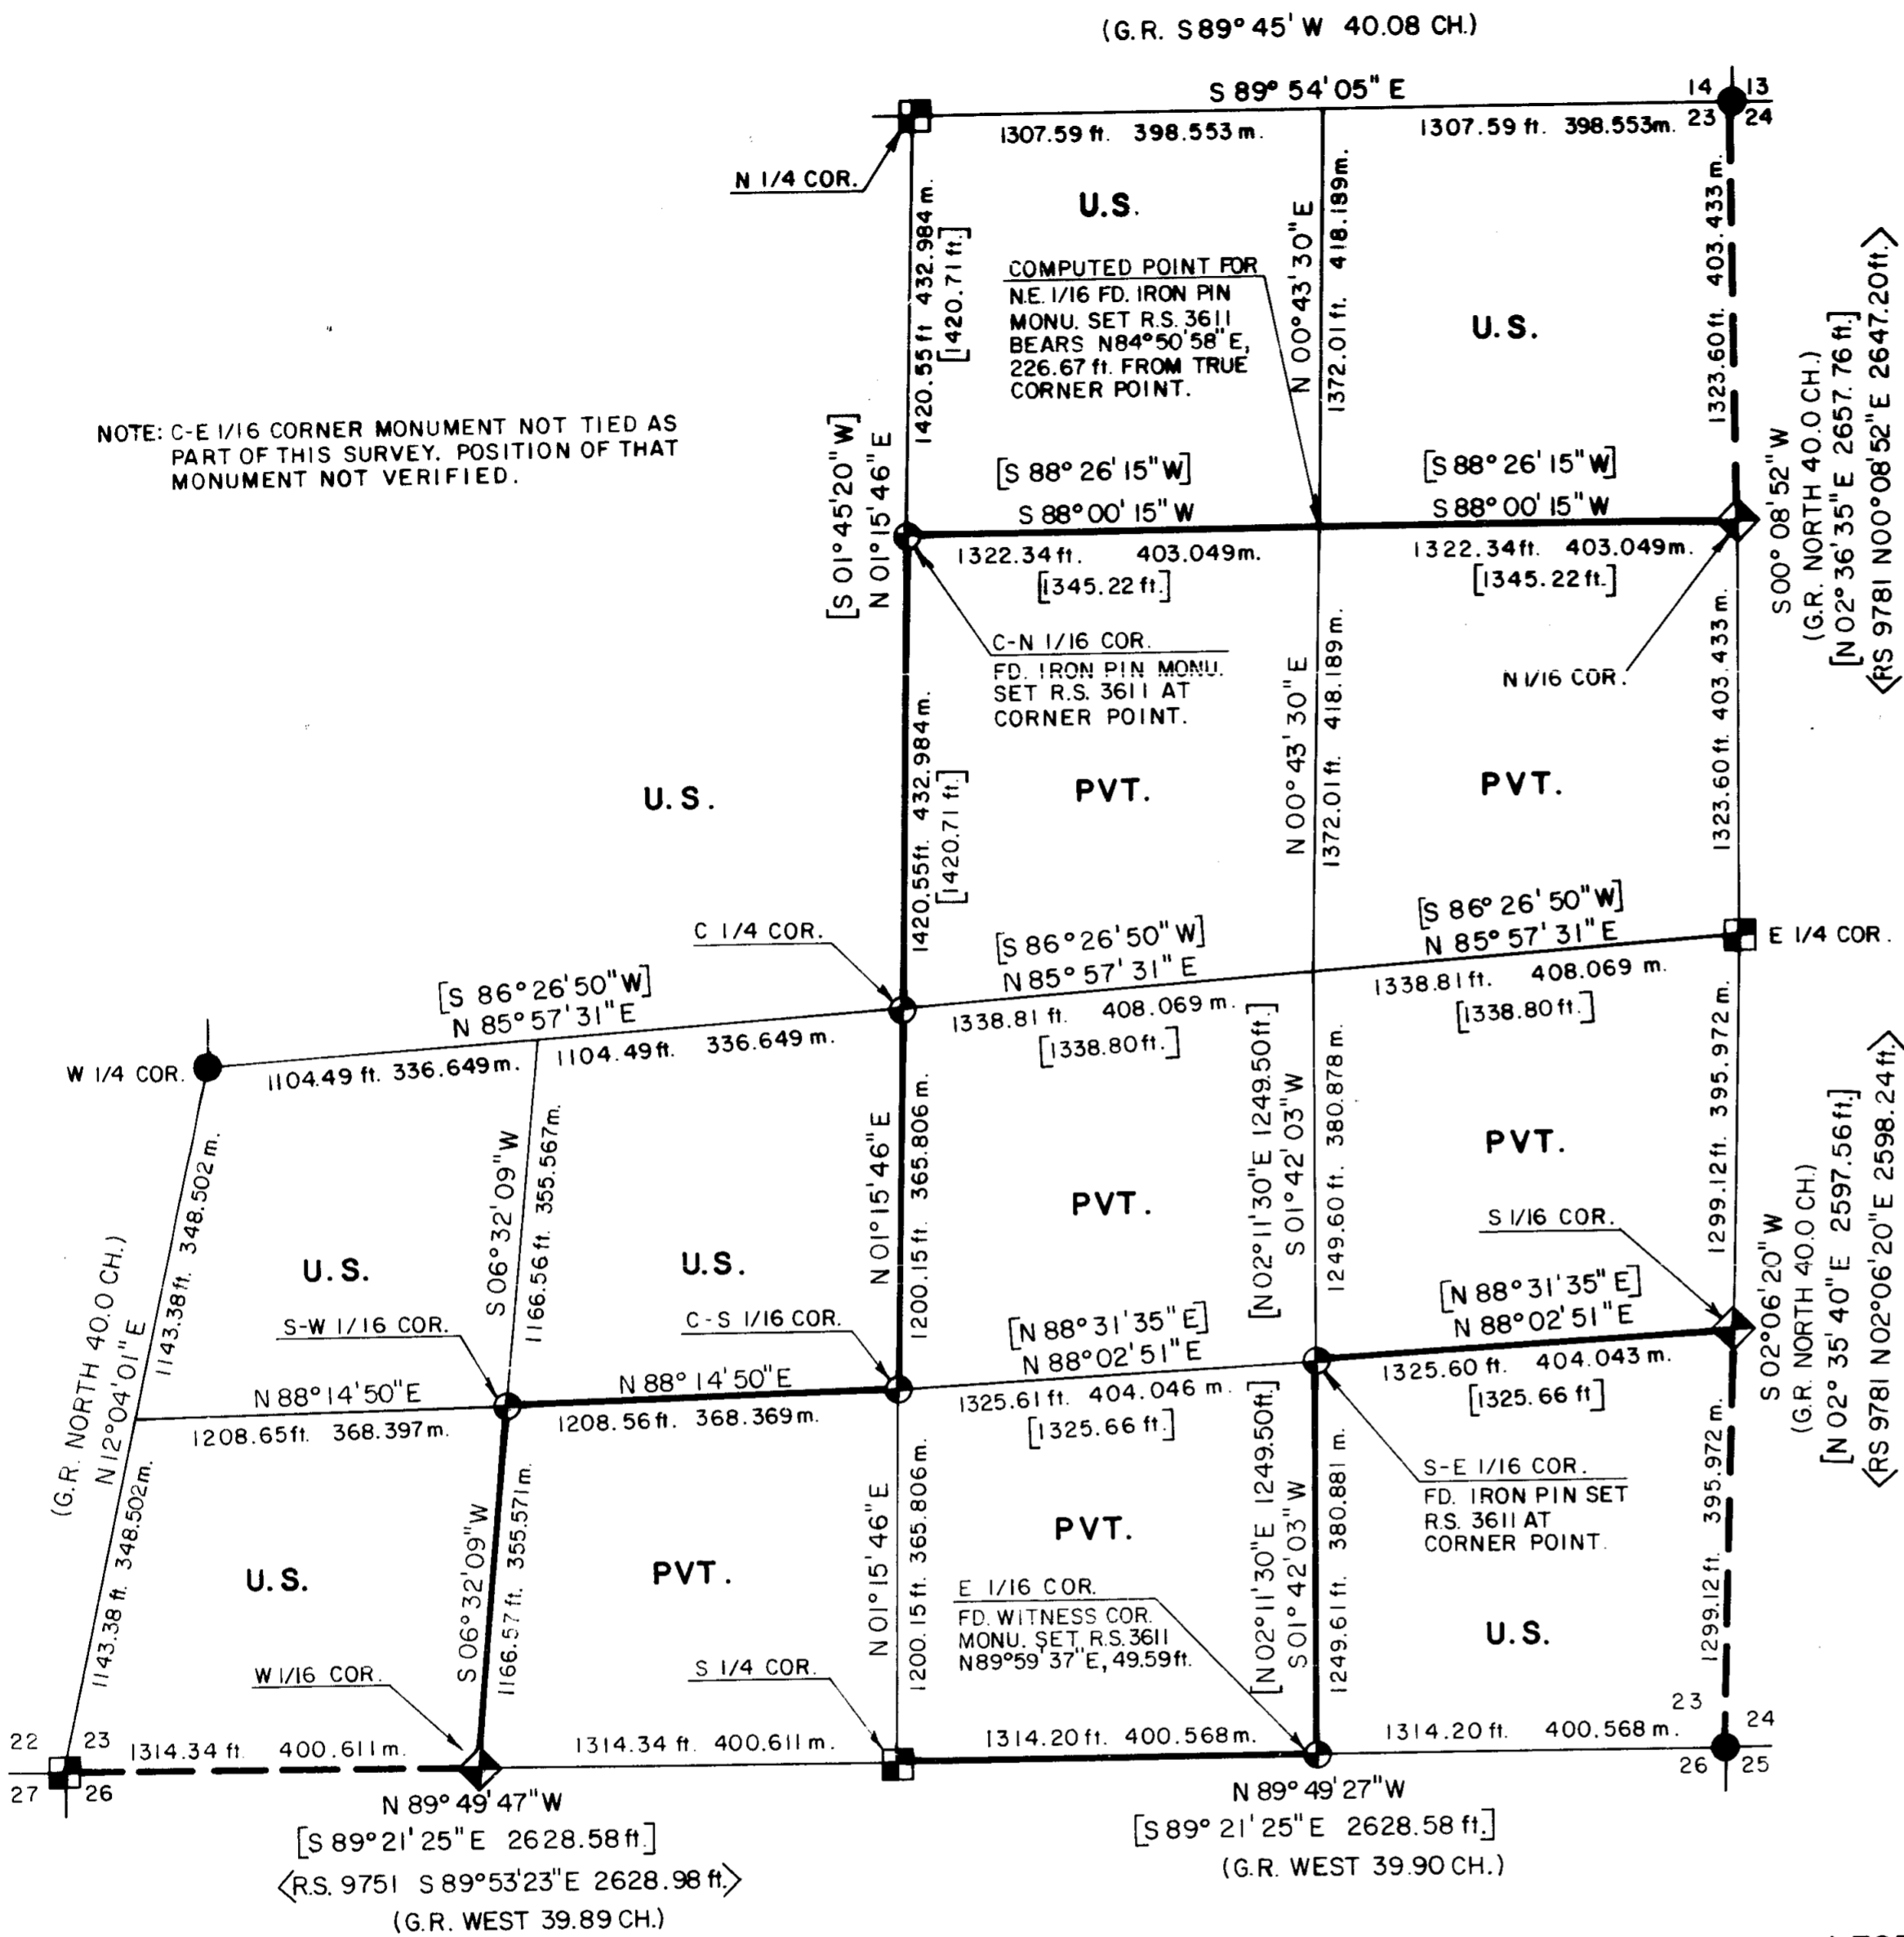 (G.R. S 89° 45' W 40.08 CH.)
S 89° 54' 05" E
14 13
23 24
1307.59 ft. 398.553 m.
1307.59 ft. 398.553m.
N 1/4 COR.
1420.55 ft 432.984 m.
[1420.71 ft.]
U.S.
COMPUTED POINT FOR
N.E. 1/16 FD. IRON PIN
MONU. SET R.S. 3611
BEARS N84°50'58"E,
226.67 ft. FROM TRUE
CORNER POINT.
N 00°43'30"E
1372.01 ft. 418.189m.
U.S.
1323.60 ft. 403.433 m.
S 00° 08' 52" W
(G.R. NORTH 40.0 CH.)
[N 02° 36' 35" E 2657.76 ft.]
<RS 9781 N00°08'52"E 2647.20ft.>
NOTE: C-E 1/16 CORNER MONUMENT NOT TIED AS
PART OF THIS SURVEY. POSITION OF THAT
MONUMENT NOT VERIFIED.
[S 01°45'20" W]
N 01°15'46" E
[S 88° 26' 15" W]
S 88° 00' 15" W
1322.34 ft. 403.049 m.
[1345.22 ft.]
[S 88° 26' 15" W]
S 88° 00' 15" W
1322.34 ft. 403.049 m.
[1345.22 ft.]
C-N 1/16 COR.
FD. IRON PIN MONU.
SET R.S. 3611 AT
CORNER POINT.
N 1/16 COR.
U.S.
1420.55 ft. 432.984 m.
[1420.71 ft.]
PVT.
N 00°43'30" E
1372.01 ft. 418.189 m.
PVT.
1323.60 ft. 403.433 m.
C 1/4 COR.
[S 86° 26' 50" W]
N 85° 57' 31" E
1338.81 ft. 408.069 m.
[1338.80 ft.]
[S 86° 26' 50" W]
N 85° 57' 31" E
1338.81 ft. 408.069 m.
[1338.80 ft.]
E 1/4 COR.
[S 86° 26' 50" W]
N 85° 57' 31" E
W 1/4 COR.
1104.49 ft. 336.649 m.
1104.49 ft. 336.649 m.
(G.R. NORTH 40.0 CH.)
N12°04'01" E
1143.38 ft. 348.502 m.
U.S.
S 06°32'09" W
1166.56 ft. 355.567m.
U.S.
N 01°15'46" E
1200.15 ft. 365.806 m.
PVT.
[N 02°11'30"E 1249.50ft.]
S 01°42'03" W
1249.60 ft. 380.878 m.
PVT.
1299.12 ft. 395.972 m.
S 02°06'20" W
(G.R. NORTH 40.0 CH.)
[N 02° 35' 40" E 2597.56 ft.]
<RS 9781 N 02°06'20" E 2598.24 ft.>
S 1/16 COR.
S-W 1/16 COR.
C-S 1/16 COR.
N 88°14'50"E
1208.65 ft. 368.397 m.
N 88° 14' 50" E
1208.56 ft. 368.369 m.
[N 88° 31' 35" E]
N 88° 02' 51" E
1325.61 ft. 404.046 m.
[1325.66 ft.]
[N 88° 31' 35" E]
N 88° 02' 51" E
1325.60 ft. 404.043 m.
[1325.66 ft]
S-E 1/16 COR.
FD. IRON PIN SET
R.S. 3611 AT
CORNER POINT.
1143.38 ft. 348.502 m.
U.S.
S 06°32'09" W
1166.57 ft. 355.571 m.
PVT.
N 01°15'46" E
1200.15 ft. 365.806 m.
PVT.
[N 02°11'30"E 1249.50ft.]
S 01°42'03" W
1249.61 ft. 380.881 m.
U.S.
1299.12 ft. 395.972 m.
E 1/16 COR.
FD. WITNESS COR.
MONU. SET R.S. 3611
N89°59'37"E, 49.59ft.
W 1/16 COR.
S 1/4 COR.
22 23
27 26
1314.34 ft. 400.611 m.
1314.34 ft. 400.611 m.
1314.20 ft. 400.568 m.
1314.20 ft. 400.568 m.
23 24
26 25
N 89° 49' 47" W
[S 89° 21' 25" E 2628.58 ft.]
<R.S. 9751 S 89°53'23"E 2628.98 ft.>
(G.R. WEST 39.89 CH.)
N 89° 49' 27" W
[S 89° 21' 25" E 2628.58 ft.]
(G.R. WEST 39.90 CH.)